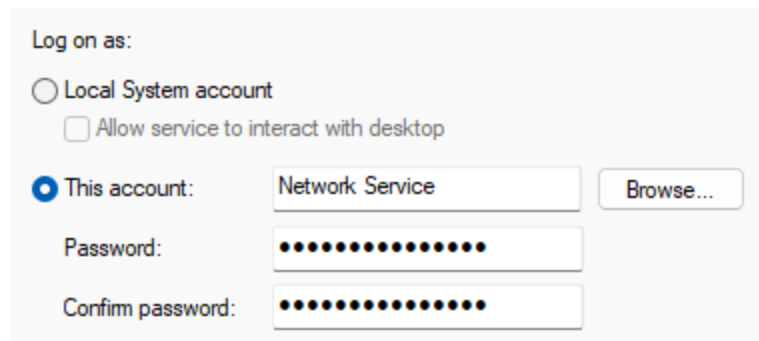 Log on as:
Local System account
Allow service to interact with desktop
This account: Network Service Browse...
Password: •••••••••••••••
Confirm password: •••••••••••••••